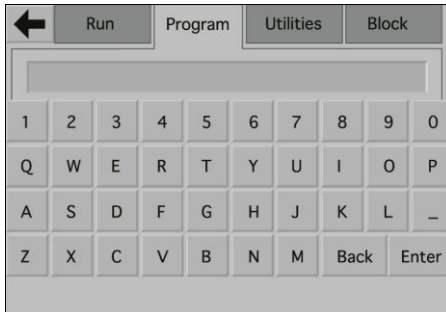 Run Program Utilities Block
1 2 3 4 5 6 7 8 9 0
Q W E R T Y U I O P
A S D F G H J K L _
Z X C V B N M Back Enter